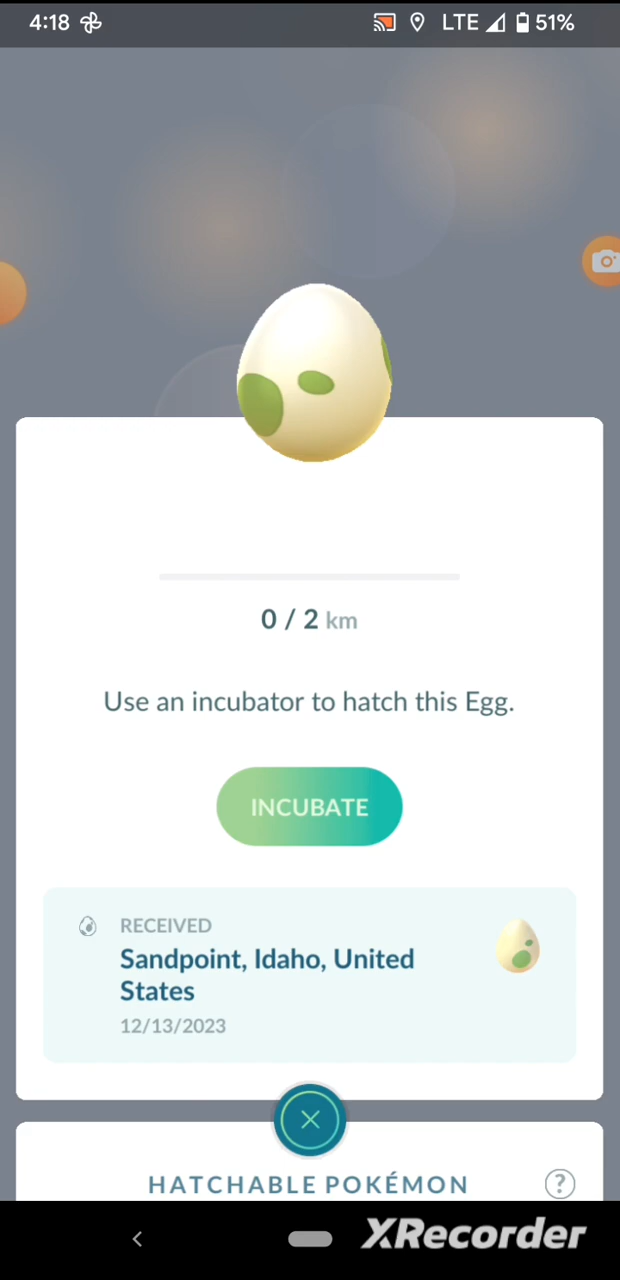 4:18 LTE 51%
0 / 2 km
Use an incubator to hatch this Egg.
INCUBATE
RECEIVED
Sandpoint, Idaho, United
States
12/13/2023
HATCHABLE POKÉMON ?
XRecorder